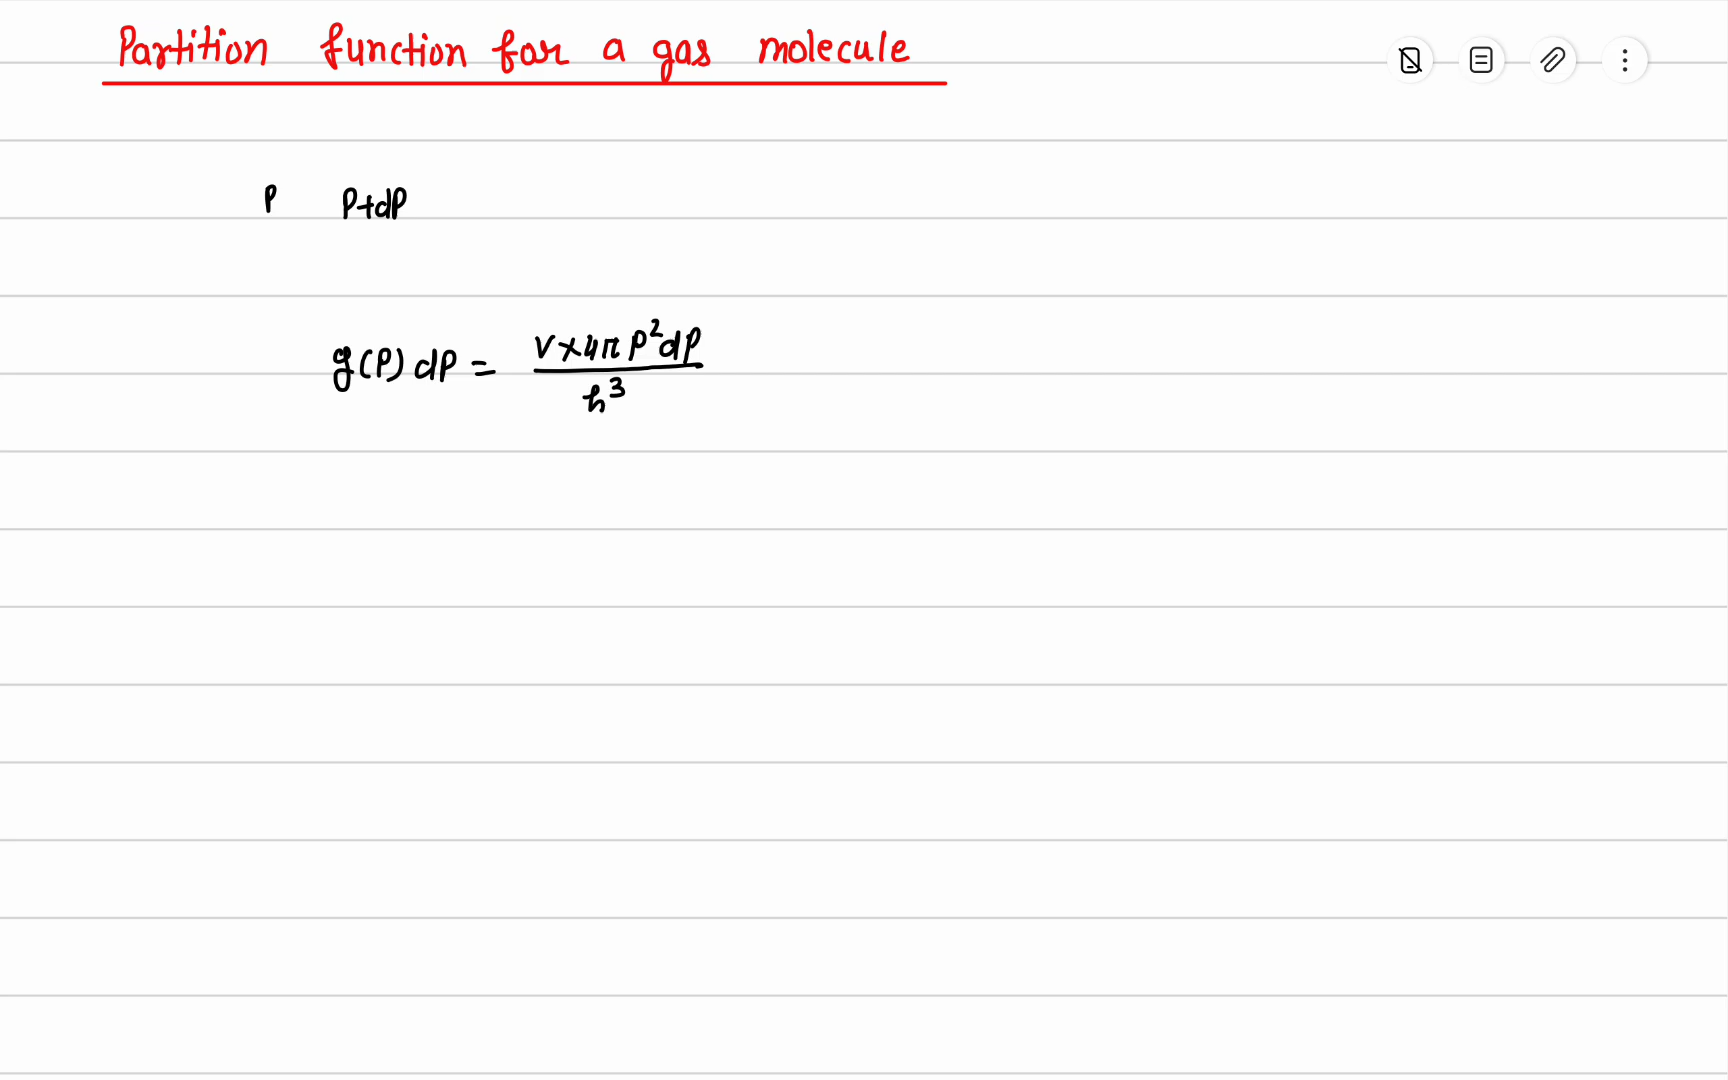 Partition function for a gas molecule
P P+dP
g(P) dP = V×4π P²dP / h³